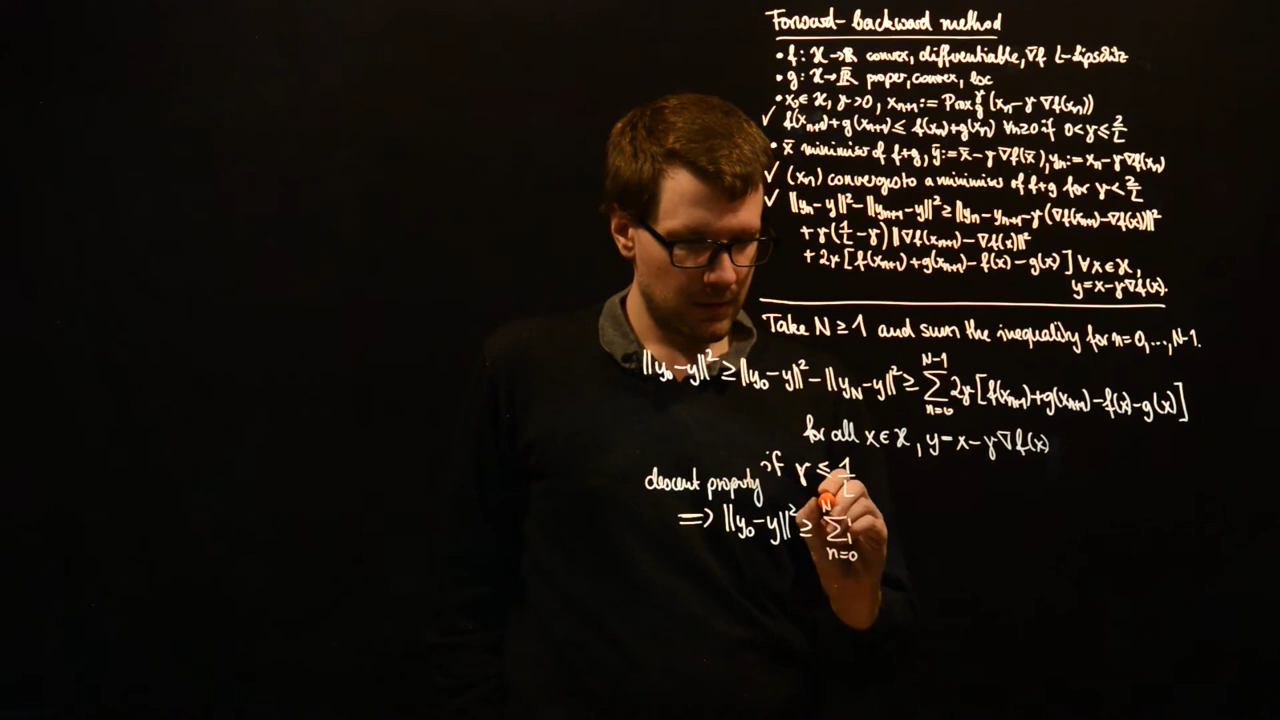 Forward-backward method
• f: ℋ→ℝ convex, differentiable, ∇f L-Lipschitz
• g: ℋ→ℝ̄ proper, convex, lsc
• x₀∈ℋ, γ>0, xₙ₊₁ := Prox_g^γ (xₙ-γ∇f(xₙ))
✓ f(xₙ₊₁)+g(xₙ₊₁) ≤ f(xₙ)+g(xₙ) ∀n≥0 if 0<γ≤2/L
• x̄ minimiser of f+g, ȳ:=x̄-γ∇f(x̄), yₙ:=xₙ-γ∇f(xₙ)
✓ (xₙ) converges to a minimiser of f+g for γ<2/L
✓ ||yₙ-y||²-||yₙ₊₁-y||² ≥ ||yₙ-yₙ₊₁-γ(∇f(xₙ₊₁)-∇f(x))||²
+γ(1/L-γ)||∇f(xₙ₊₁)-∇f(x)||²
+2γ[f(xₙ₊₁)+g(xₙ₊₁)-f(x)-g(x)] ∀x∈ℋ,
y=x-γ∇f(x).
Take N≥1 and sum the inequality for n=0,...,N-1.
||y₀-y||² ≥ ||y₀-y||²-||y_N-y||² ≥ ∑_{n=0}^{N-1} 2γ[f(xₙ₊₁)+g(xₙ₊₁)-f(x)-g(x)]
for all x∈ℋ, y=x-γ∇f(x)
if γ≤1/L
descent property
⟹ ||y₀-y||² ≥ ∑_{n=0}^{N